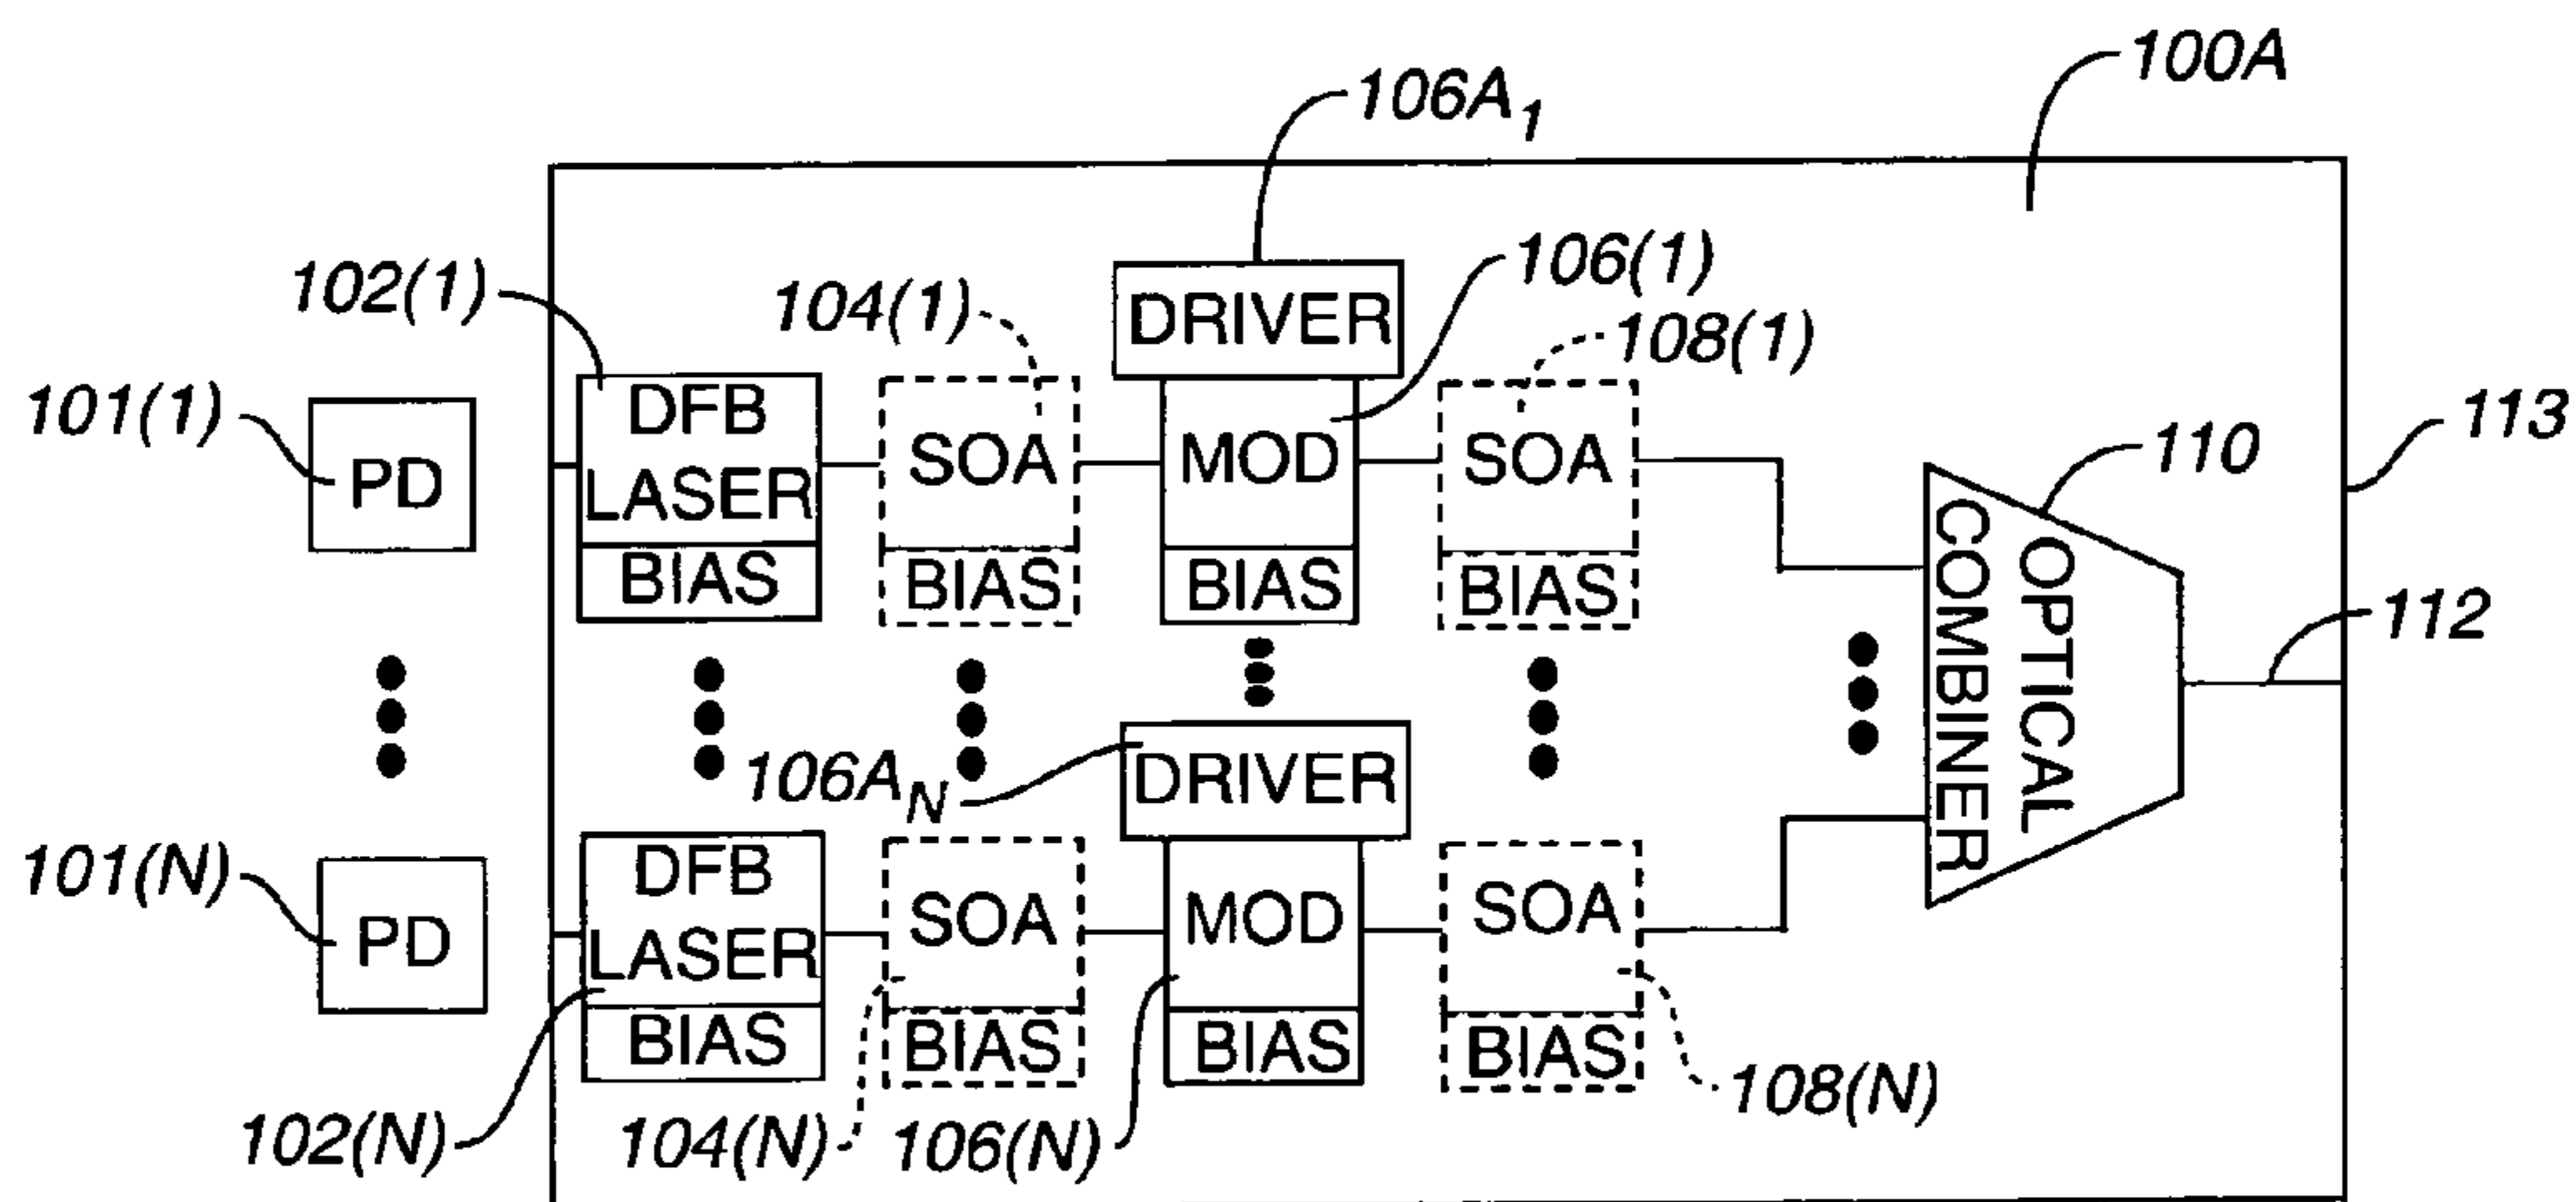 100A
106A1
102(1)
104(1)
106(1)
108(1)
101(1)
PD
DFB
LASER
BIAS
SOA
BIAS
DRIVER
MOD
BIAS
SOA
BIAS
OPTICAL
COMBINER
110
113
112
101(N)
PD
DFB
LASER
BIAS
SOA
BIAS
106AN
DRIVER
MOD
BIAS
SOA
BIAS
102(N)
104(N)
106(N)
108(N)